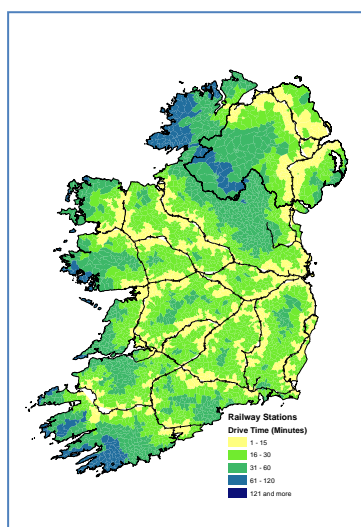 Railway Stations
Drive Time (Minutes)
1 - 15
16 - 30
31 - 60
61 - 120
121 and more